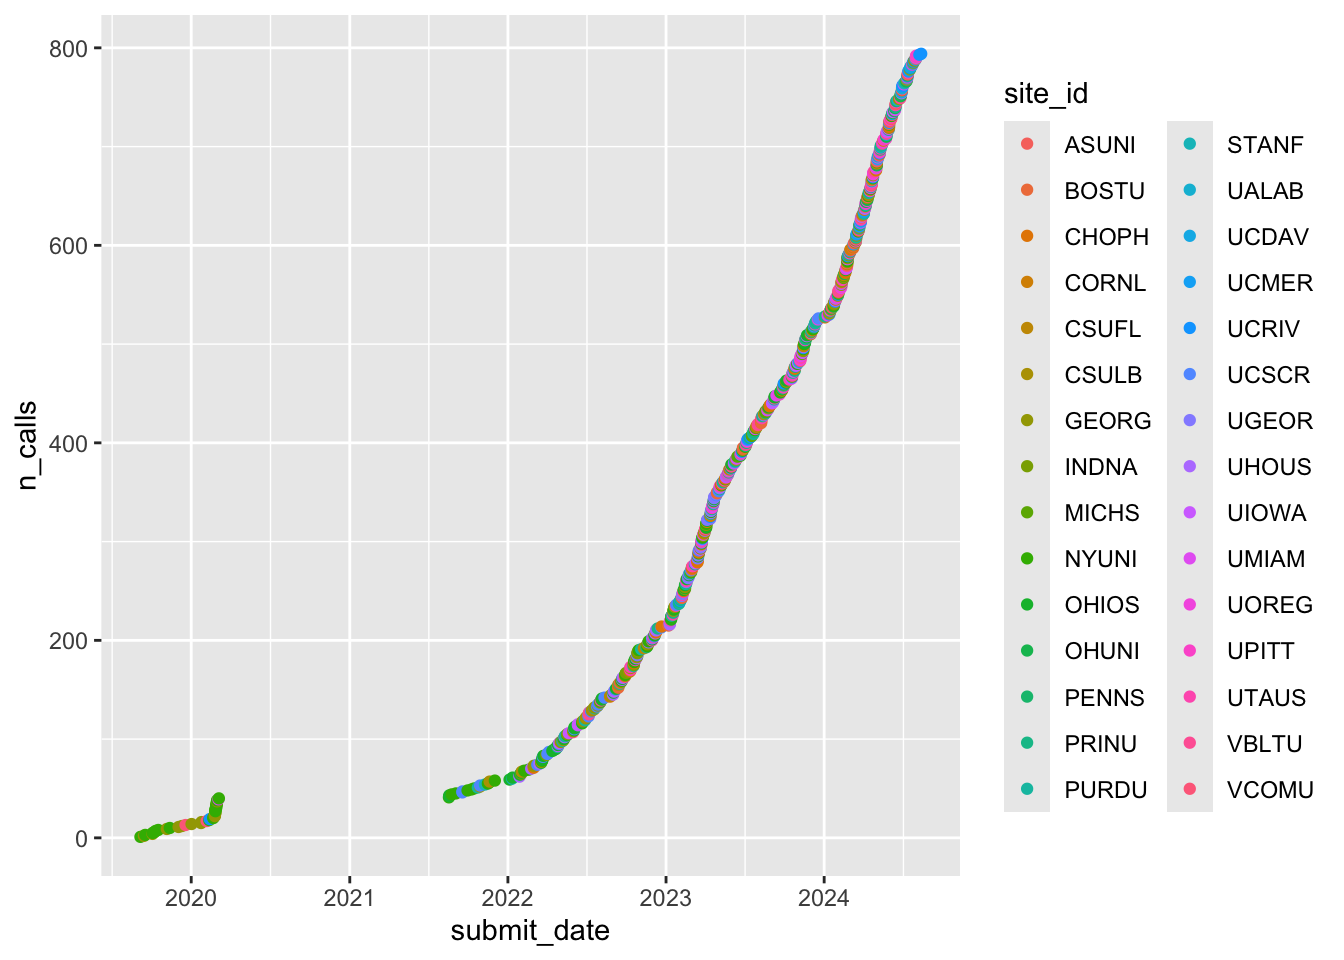 800
600
400
200
0
n_calls
2020 2021 2022 2023 2024
submit_date
site_id
ASUNI
BOSTU
CHOPH
CORNL
CSUFL
CSULB
GEORG
INDNA
MICHS
NYUNI
OHIOS
OHUNI
PENNS
PRINU
PURDU
STANF
UALAB
UCDAV
UCMER
UCRIV
UCSCR
UGEOR
UHOUS
UIOWA
UMIAM
UOREG
UPITT
UTAUS
VBLTU
VCOMU